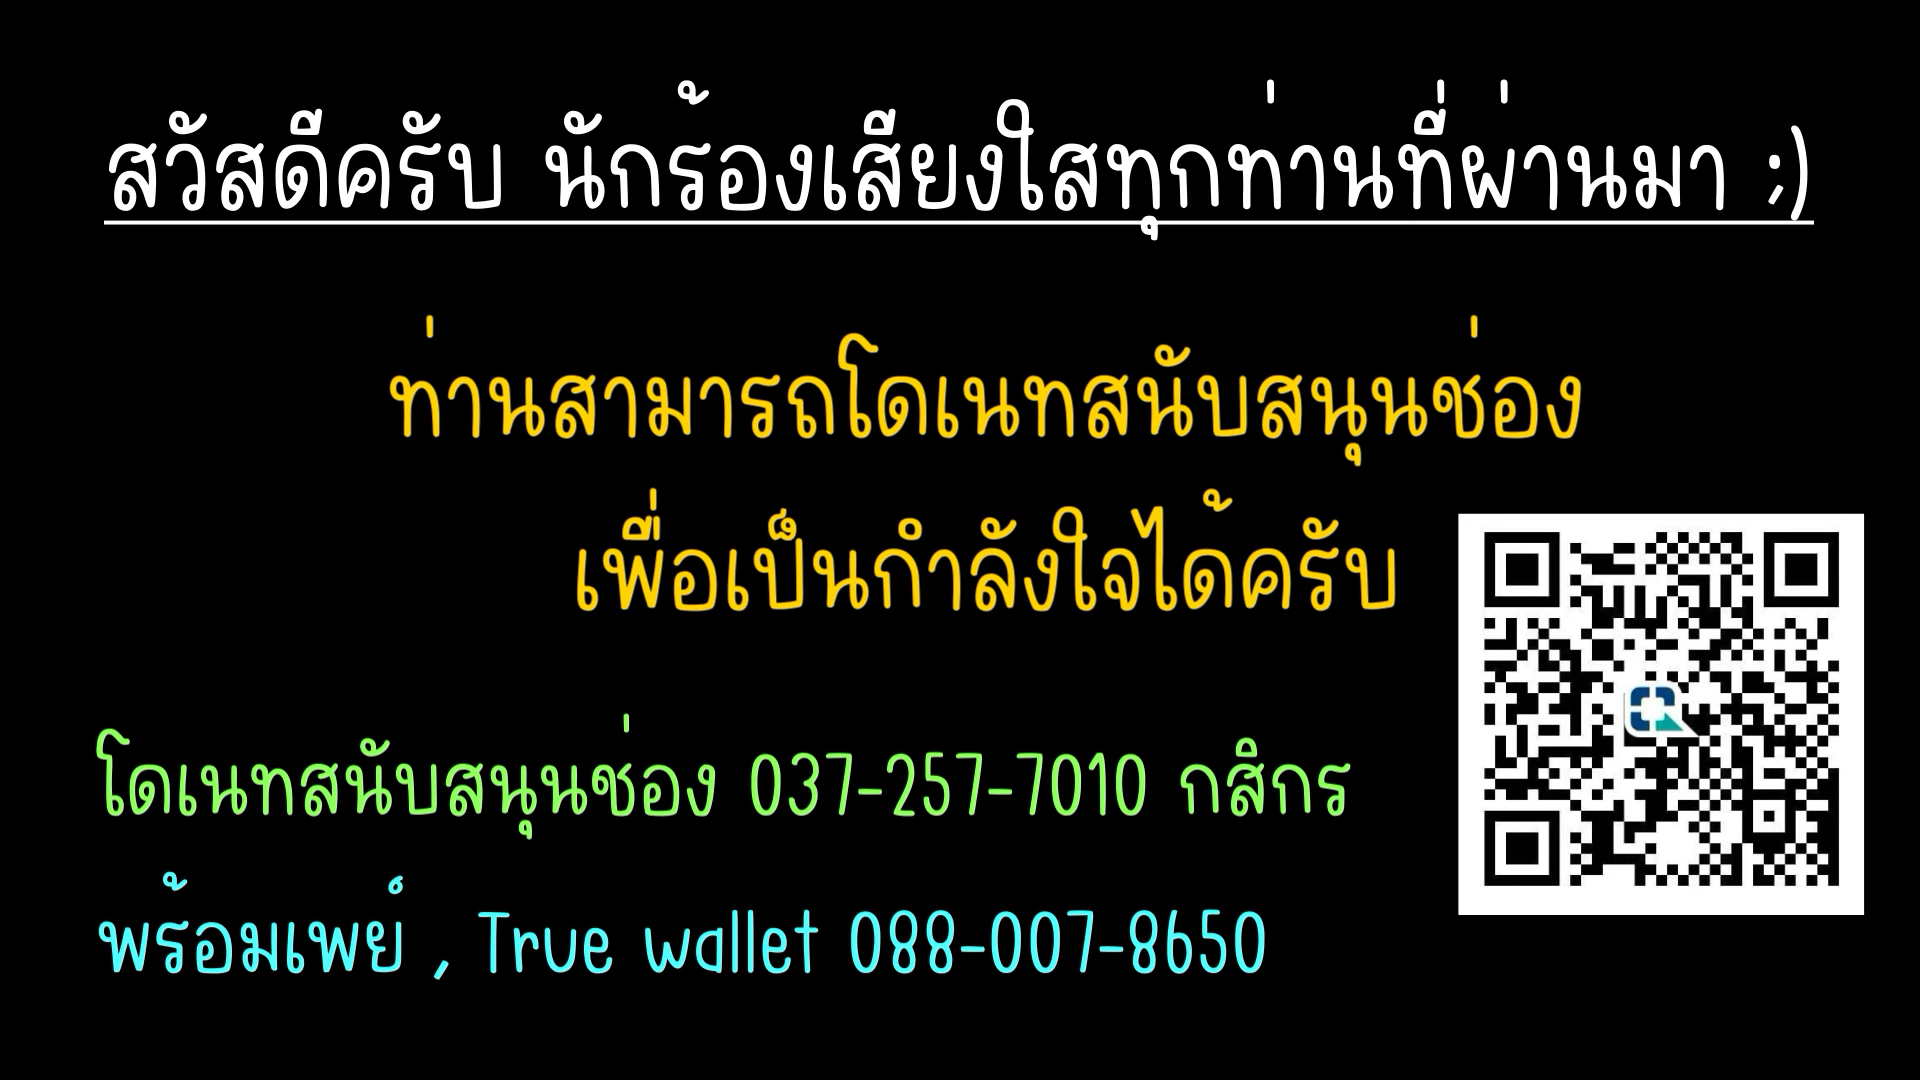 สวัสดีครับ นักร้องเสียงใสทุกท่านที่ผ่านมา ;)
ท่านสามารถโดเนทสนับสนุนช่อง
เพื่อเป็นกำลังใจได้ครับ
โดเนทสนับสนุนช่อง 037-257-7010 กสิกร
พร้อมเพย์ , True wallet 088-007-8650